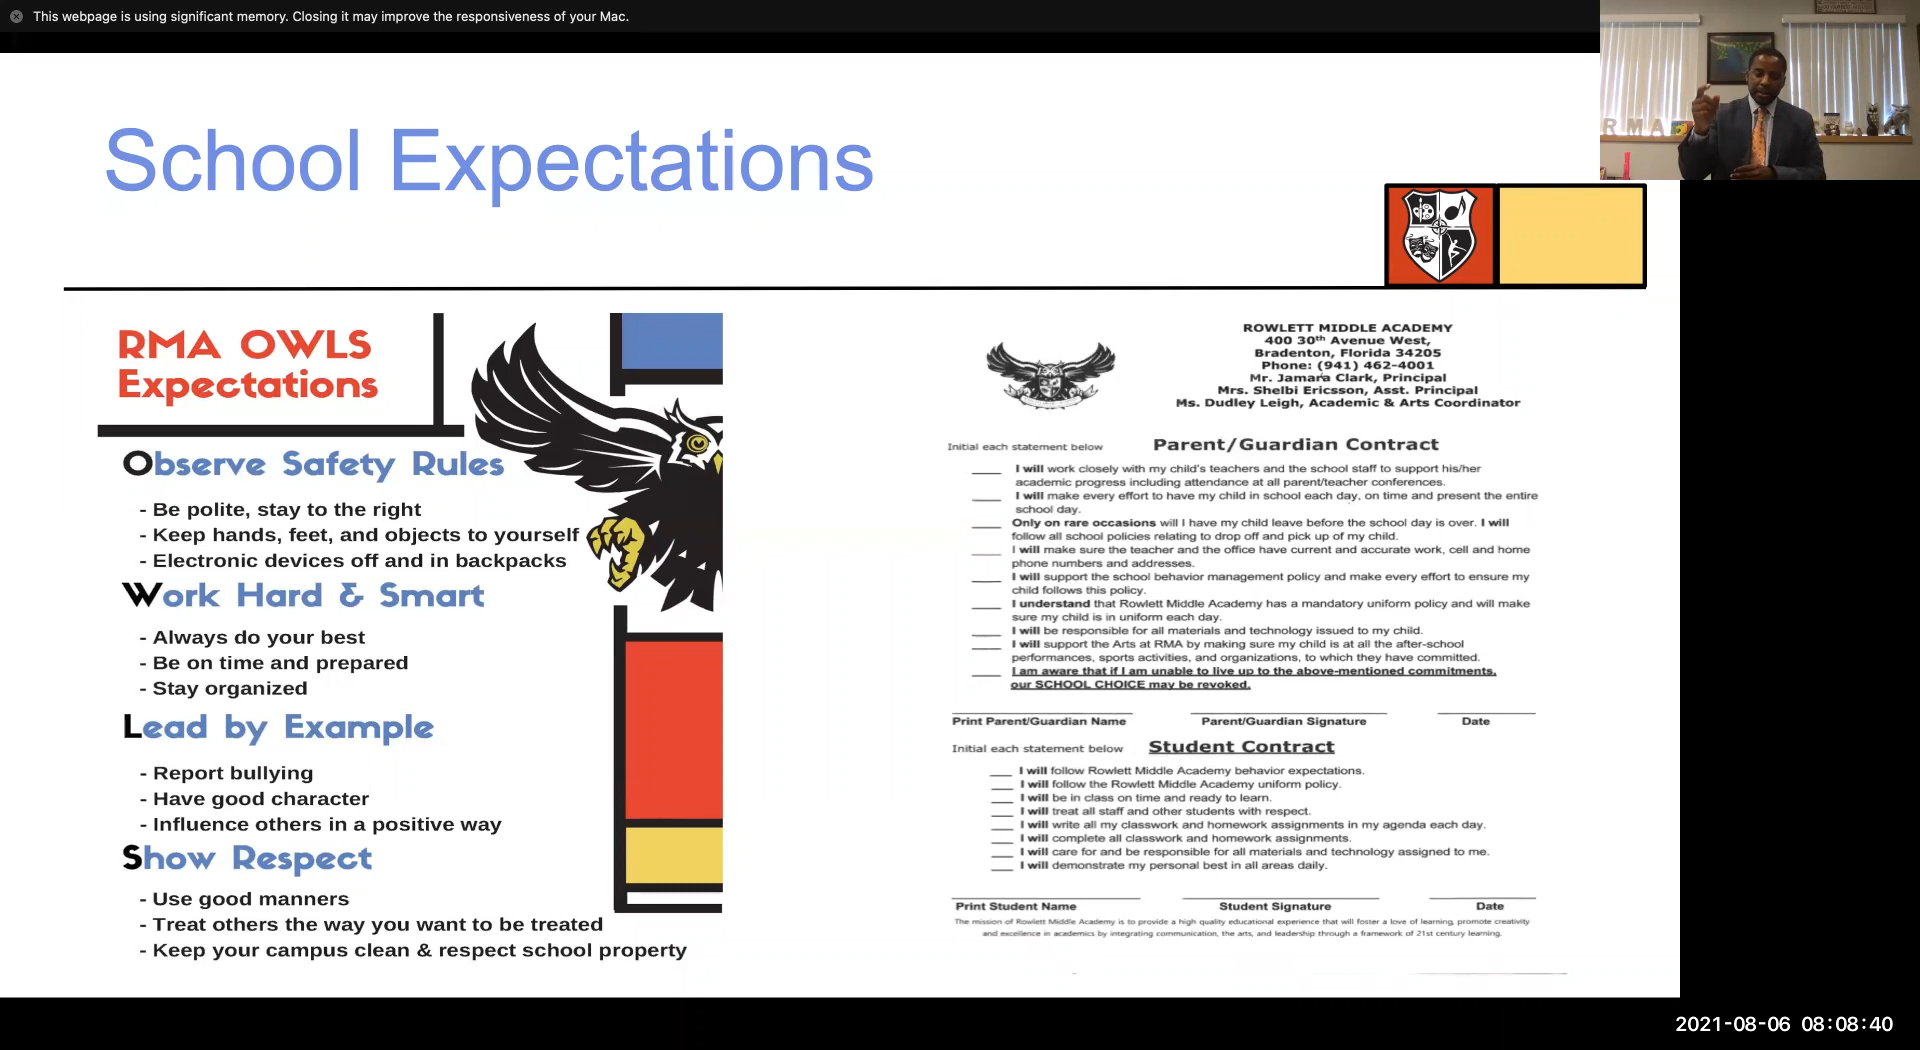 This webpage is using significant memory. Closing it may improve the responsiveness of your Mac.
School Expectations
RMA OWLS
Expectations
Observe Safety Rules
- Be polite, stay to the right
- Keep hands, feet, and objects to yourself
- Electronic devices off and in backpacks
Work Hard & Smart
- Always do your best
- Be on time and prepared
- Stay organized
Lead by Example
- Report bullying
- Have good character
- Influence others in a positive way
Show Respect
- Use good manners
- Treat others the way you want to be treated
- Keep your campus clean & respect school property
ROWLETT MIDDLE ACADEMY
400 30th Avenue West,
Bradenton, Florida 34205
Phone: (941) 462-4001
Mr. Jamara Clark, Principal
Mrs. Shelbi Ericsson, Asst. Principal
Ms. Dudley Leigh, Academic & Arts Coordinator
Initial each statement below Parent/Guardian Contract
____ I will work closely with my child's teachers and the school staff to support his/her
academic progress including attendance at all parent/teacher conferences.
____ I will make every effort to have my child in school each day, on time and present the entire
school day.
____ Only on rare occasions will I have my child leave before the school day is over. I will
follow all school policies relating to drop off and pick up of my child.
____ I will make sure the teacher and the office have current and accurate work, cell and home
phone numbers and addresses.
____ I will support the school behavior management policy and make every effort to ensure my
child follows this policy.
____ I understand that Rowlett Middle Academy has a mandatory uniform policy and will make
sure my child is in uniform each day.
____ I will be responsible for all materials and technology issued to my child.
____ I will support the Arts at RMA by making sure my child is at all the after-school
performances, sports activities, and organizations, to which they have committed.
____ I am aware that if I am unable to live up to the above-mentioned commitments,
our SCHOOL CHOICE may be revoked.
Print Parent/Guardian Name Parent/Guardian Signature Date
Initial each statement below Student Contract
____ I will follow Rowlett Middle Academy behavior expectations.
____ I will follow the Rowlett Middle Academy uniform policy.
____ I will be in class on time and ready to learn.
____ I will treat all staff and other students with respect.
____ I will write all my classwork and homework assignments in my agenda each day.
____ I will complete all classwork and homework assignments.
____ I will care for and be responsible for all materials and technology assigned to me.
____ I will demonstrate my personal best in all areas daily.
Print Student Name Student Signature Date
The mission of Rowlett Middle Academy is to provide a high quality educational experience that will foster a love of learning, promote creativity
and excellence in academics by integrating communication, the arts, and leadership through a framework of 21st century learning.
RMA
2021-08-06 08:08:40